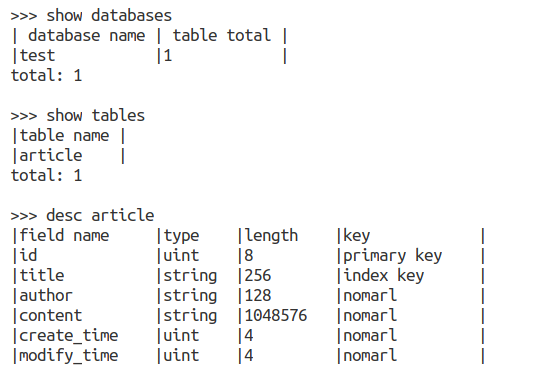 >>> show databases
| database name | table total |
|test           |1            |
total: 1

>>> show tables
|table name |
|article    |
total: 1

>>> desc article
|field name     |type    |length    |key            |
|id             |uint    |8         |primary key    |
|title          |string  |256       |index key      |
|author         |string  |128       |nomarl         |
|content        |string  |1048576   |nomarl         |
|create_time    |uint    |4         |nomarl         |
|modify_time    |uint    |4         |nomarl         |